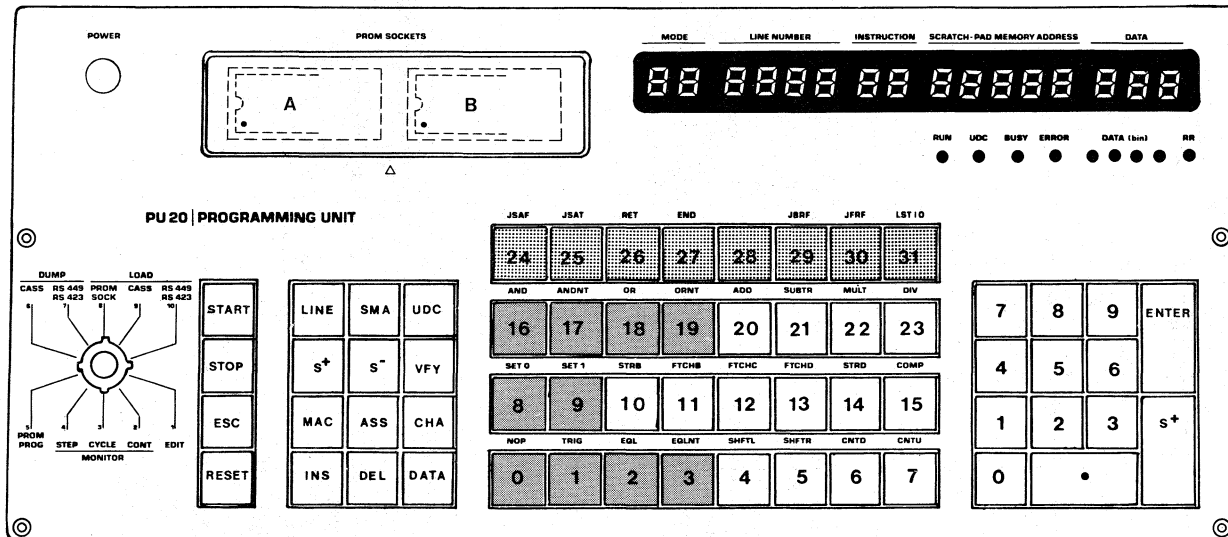 POWER
PROM SOCKETS
MODE LINE NUMBER INSTRUCTION SCRATCH-PAD MEMORY ADDRESS DATA
88 8888 88 88888 888
A B
RUN UDC BUSY ERROR DATA (bin) RR
PU 20 | PROGRAMMING UNIT
JSAF JSAT RET END JBRF JFRF LSTIO
24 25 26 27 28 29 30 31
DUMP LOAD
CASS RS 449 RS 423 PROM SOCK CASS RS 449 RS 423
6 7 8 9 10
5 4 3 2 1
PROM PROG STEP CYCLE CONT EDIT
MONITOR
START
STOP
ESC
RESET
LINE SMA UDC
S+ S- VFY
MAC ASS CHA
INS DEL DATA
AND ANDNT OR ORNT ADD SUBTR MULT DIV
16 17 18 19 20 21 22 23
SET 0 SET 1 STRB FTCHB FTCHC FTCHD STRD COMP
8 9 10 11 12 13 14 15
NOP TRIG EQL EQLNT SHFTL SHFTR CNTD CNTU
0 1 2 3 4 5 6 7
7 8 9 ENTER
4 5 6
1 2 3 S+
0 •